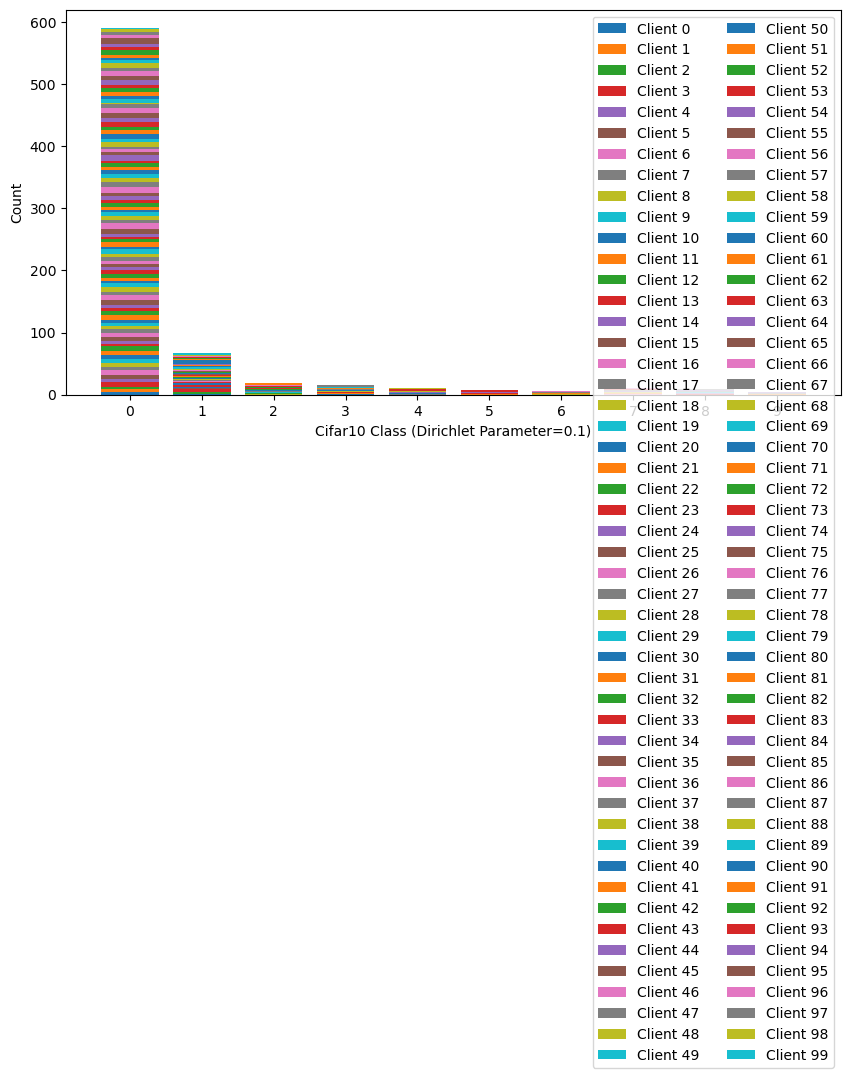 600
500
400
300
200
100
0
Count
0 1 2 3 4 5 6 7 8 9
Cifar10 Class (Dirichlet Parameter=0.1)
Client 0
Client 1
Client 2
Client 3
Client 4
Client 5
Client 6
Client 7
Client 8
Client 9
Client 10
Client 11
Client 12
Client 13
Client 14
Client 15
Client 16
Client 17
Client 18
Client 19
Client 20
Client 21
Client 22
Client 23
Client 24
Client 25
Client 26
Client 27
Client 28
Client 29
Client 30
Client 31
Client 32
Client 33
Client 34
Client 35
Client 36
Client 37
Client 38
Client 39
Client 40
Client 41
Client 42
Client 43
Client 44
Client 45
Client 46
Client 47
Client 48
Client 49
Client 50
Client 51
Client 52
Client 53
Client 54
Client 55
Client 56
Client 57
Client 58
Client 59
Client 60
Client 61
Client 62
Client 63
Client 64
Client 65
Client 66
Client 67
Client 68
Client 69
Client 70
Client 71
Client 72
Client 73
Client 74
Client 75
Client 76
Client 77
Client 78
Client 79
Client 80
Client 81
Client 82
Client 83
Client 84
Client 85
Client 86
Client 87
Client 88
Client 89
Client 90
Client 91
Client 92
Client 93
Client 94
Client 95
Client 96
Client 97
Client 98
Client 99